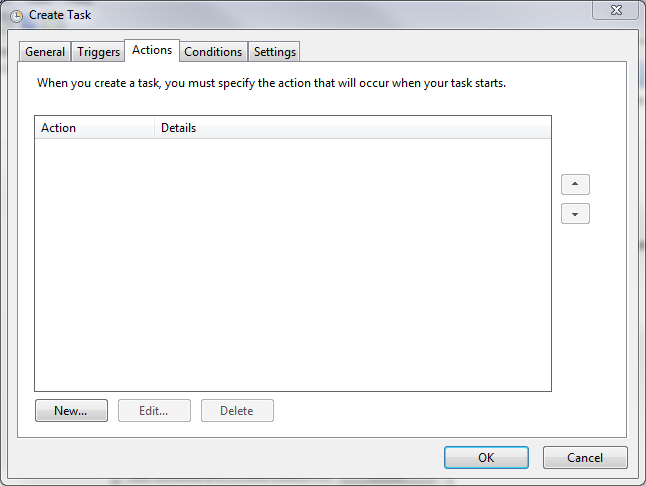 Create Task
General Triggers Actions Conditions Settings
When you create a task, you must specify the action that will occur when your task starts.
Action Details
New... Edit... Delete
OK Cancel